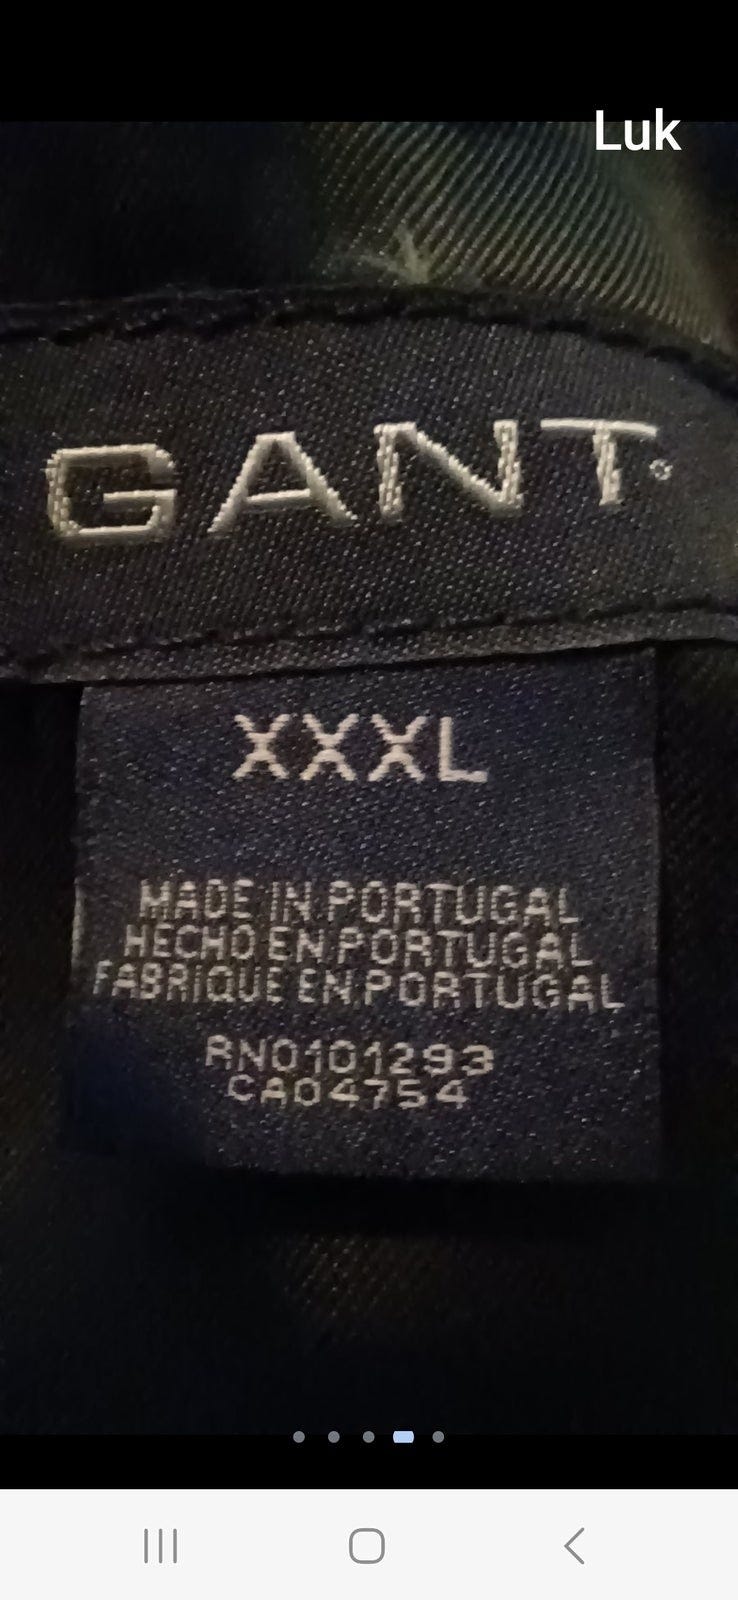 Luk
GANT
XXXL
MADE IN PORTUGAL
HECHO EN PORTUGAL
FABRIQUE EN PORTUGAL
RN0101293
CA04754